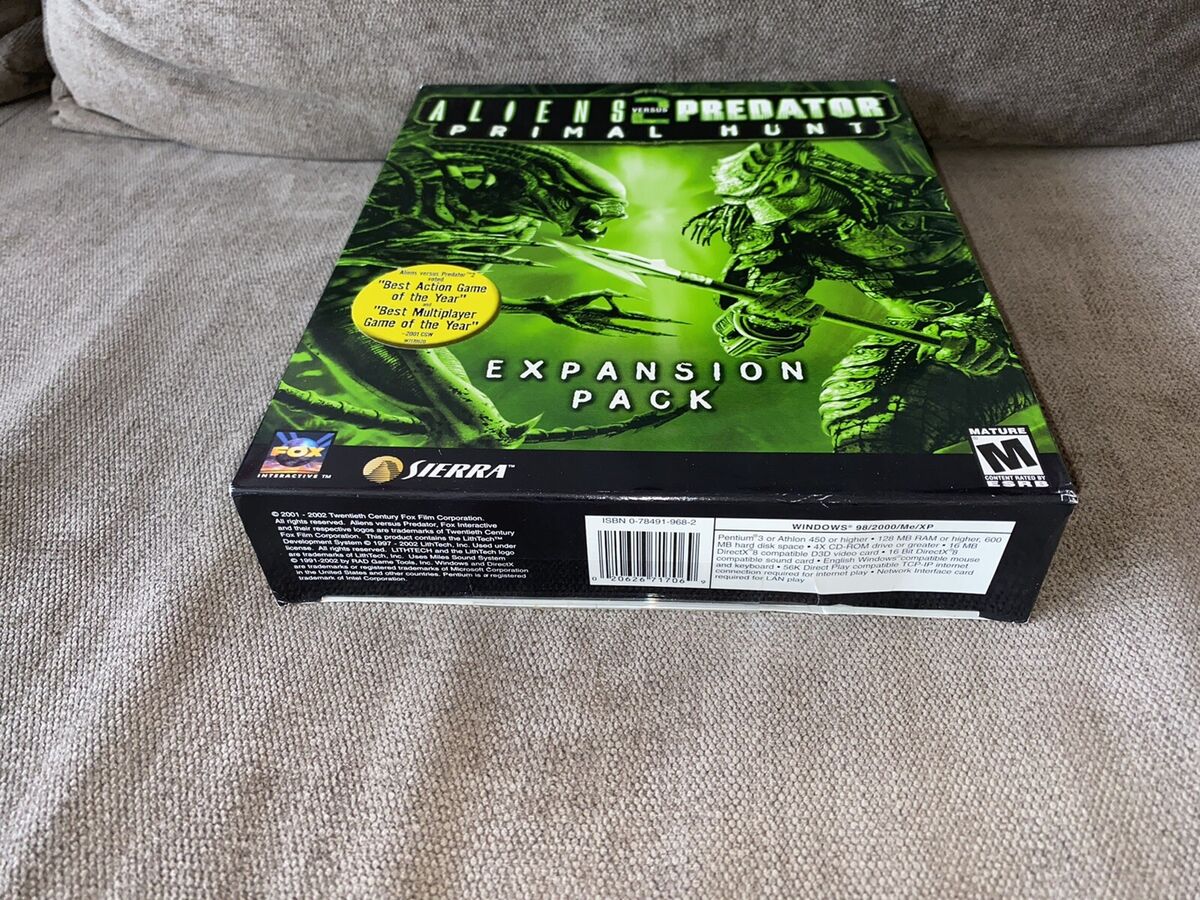 ALIENS VERSUS 2 PREDATOR
PRIMAL HUNT
Aliens versus Predator™2
voted
"Best Action Game
of the Year"
and
"Best Multiplayer
Game of the Year"
-2001 CGW
EXPANSION
PACK
FOX
INTERACTIVE™
SIERRA™
MATURE
M
CONTENT RATED BY
ESRB
© 2001 - 2002 Twentieth Century Fox Film Corporation.
All rights reserved. Aliens versus Predator, Fox Interactive
and their respective logos are trademarks of Twentieth Century
Fox Film Corporation. This product contains the LithTech™
Development System © 1997 - 2002 LithTech, Inc. Used under
license. All rights reserved. LITHTECH and the LithTech logo
are trademarks of LithTech, Inc. Uses Miles Sound System
© 1991-2002 by RAD Game Tools, Inc. Windows and DirectX
are trademarks or registered trademarks of Microsoft Corporation
in the United States and other countries. Pentium is a registered
trademark of Intel Corporation.
ISBN 0-78491-968-2
0 20626 71706 9
WINDOWS® 98/2000/Me/XP
Pentium®3 or Athlon 450 or higher • 128 MB RAM or higher, 600
MB hard disk space • 4X CD-ROM drive or greater • 16 MB
DirectX®8 compatible D3D video card • 16 Bit DirectX®8
compatible sound card • English Windows® compatible mouse
and keyboard • 56K Direct Play compatible TCP-IP internet
connection required for internet play • Network Interface card
required for LAN play